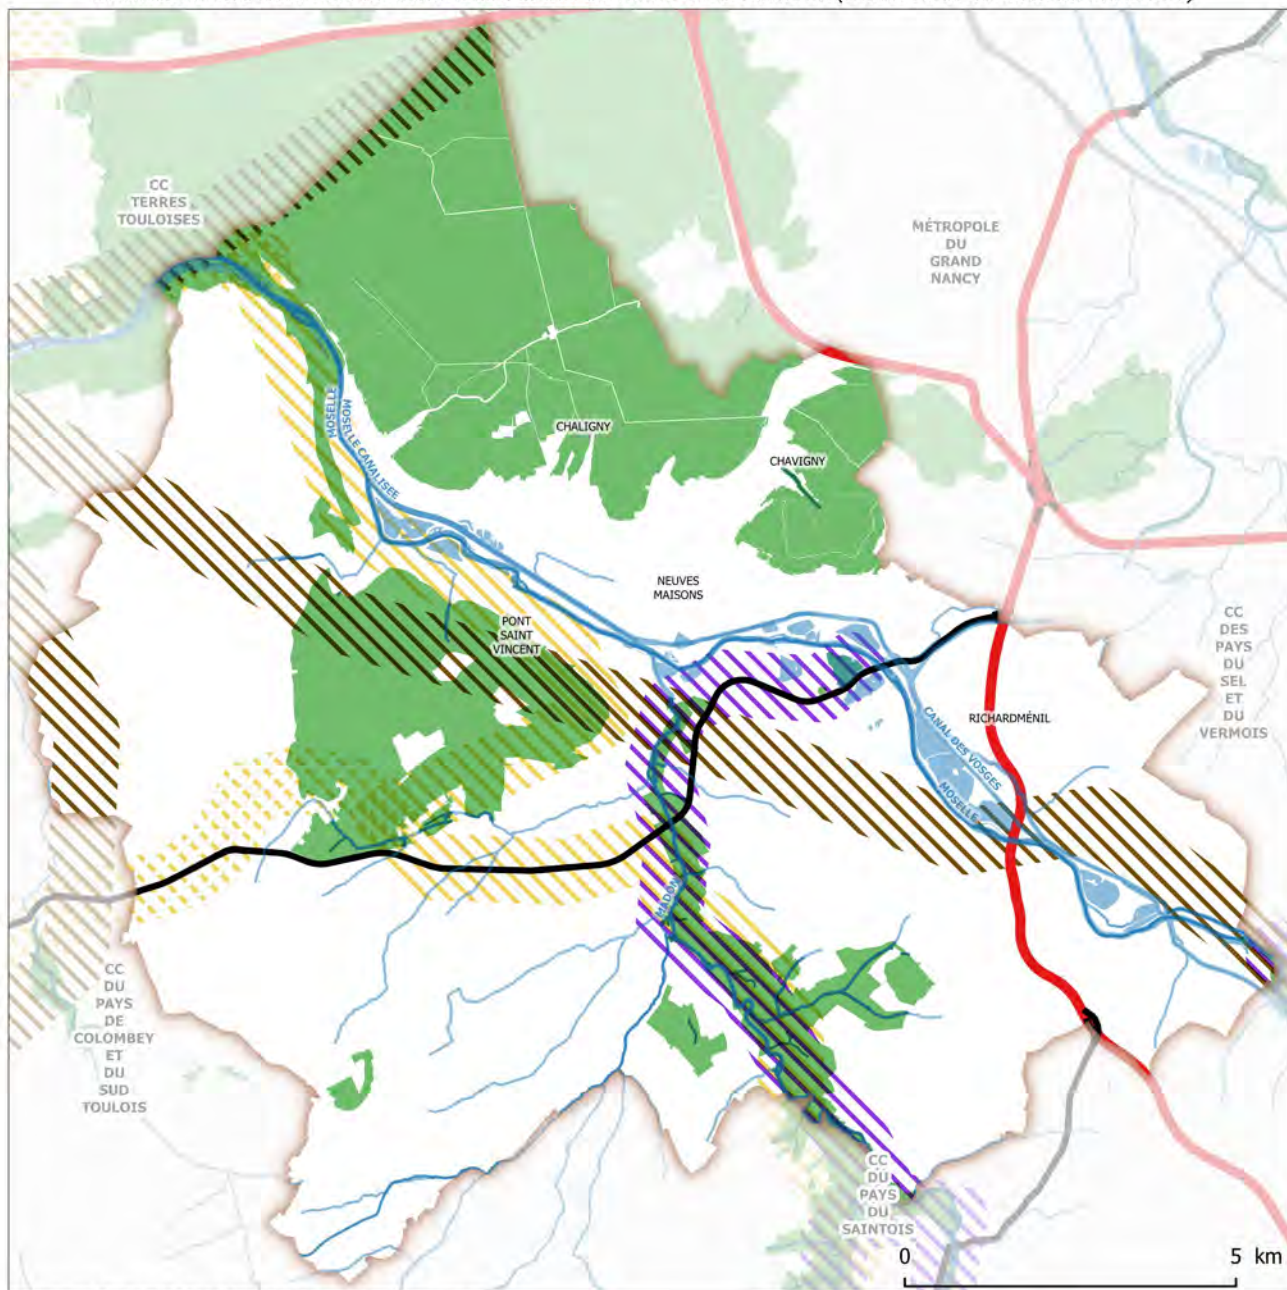 CC
TERRES
TOULOISES
MÉTROPOLE
DU
GRAND
NANCY
MOSELLE
MOSELLE CANALISÉE
CHALIGNY
CHAVIGNY
NEUVES
MAISONS
PONT
SAINT
VINCENT
CC
DES
PAYS
DU
SEL
ET
DU
VERMOIS
RICHARDMÉNIL
CANAL DES VOSGES
MOSELLE
MADON
CC
DU
PAYS
DE
COLOMBEY
ET
DU
SUD
TOULOIS
CC
DU
PAYS
DU
SAINTOIS
0 5 km